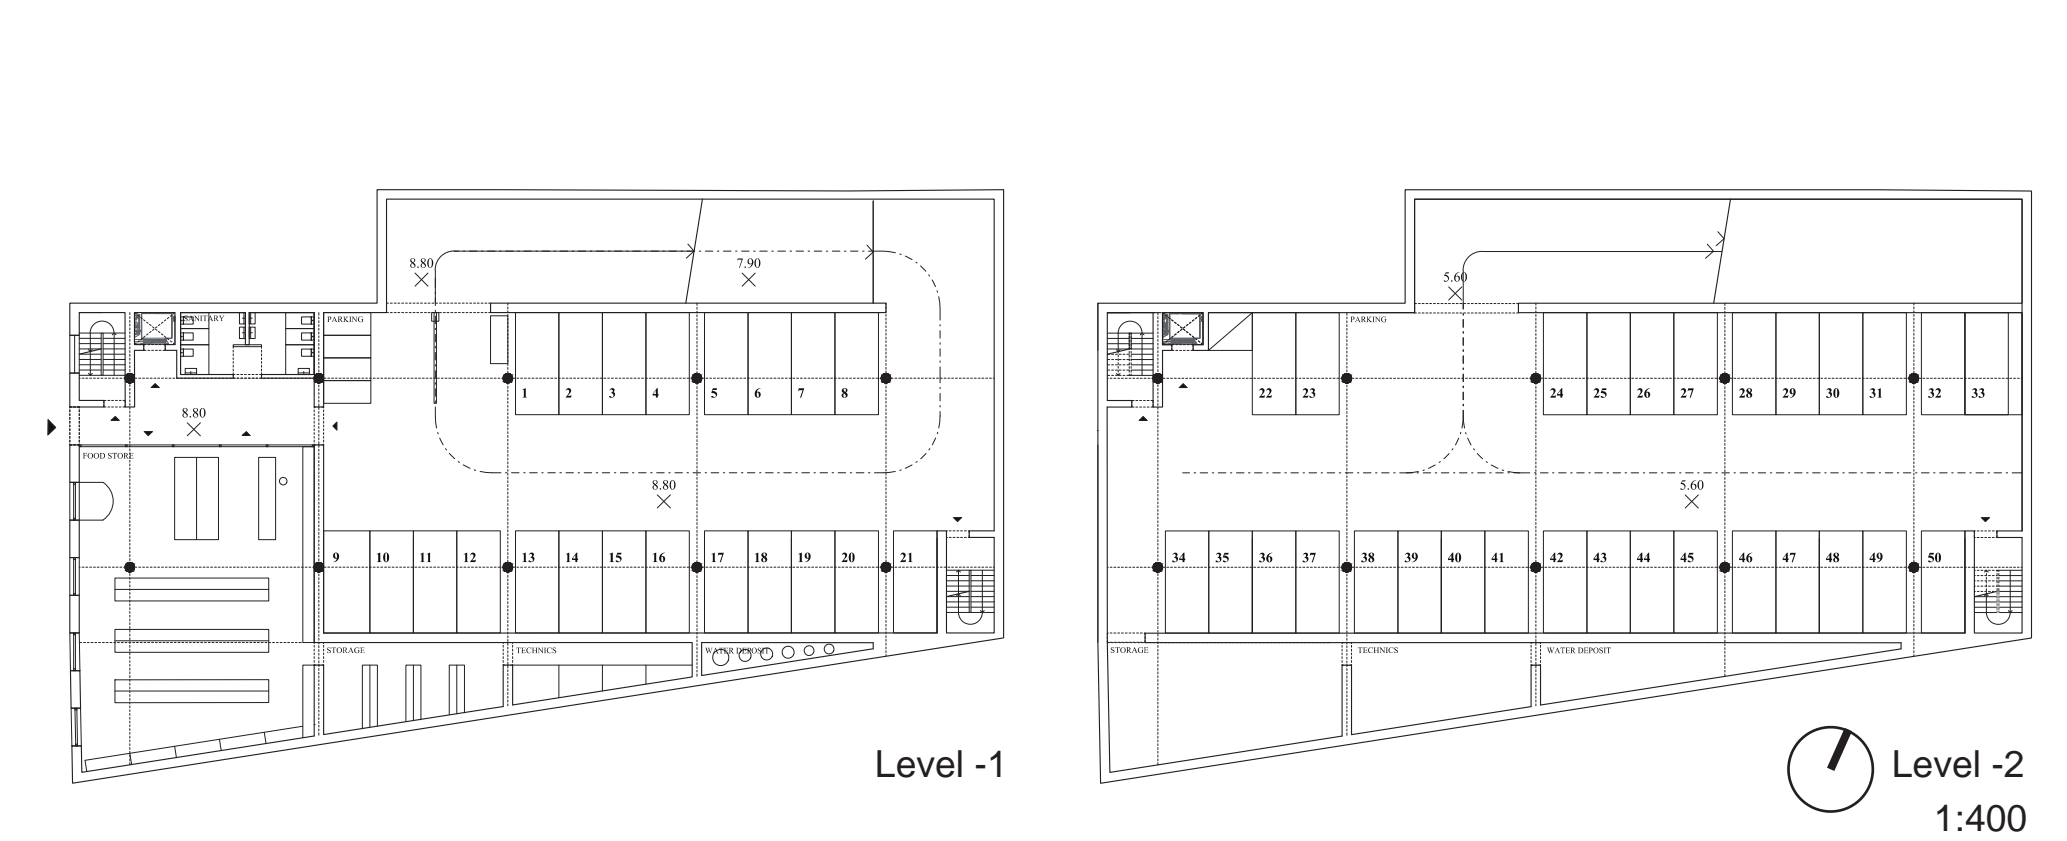 8.80
7.90
SANITARY
PARKING
1 2 3 4 5 6 7 8
8.80
FOOD STORE
8.80
9 10 11 12 13 14 15 16 17 18 19 20 21
STORAGE
TECHNICS
WATER DEPOSIT
Level -1
5.60
PARKING
22 23 24 25 26 27 28 29 30 31 32 33
5.60
34 35 36 37 38 39 40 41 42 43 44 45 46 47 48 49 50
STORAGE
TECHNICS
WATER DEPOSIT
Level -2
1:400